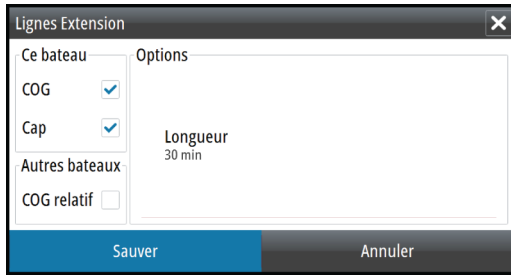 Lignes Extension
Ce bateau
COG
Cap
Autres bateaux
COG relatif
Options
Longueur
30 min
Sauver
Annuler